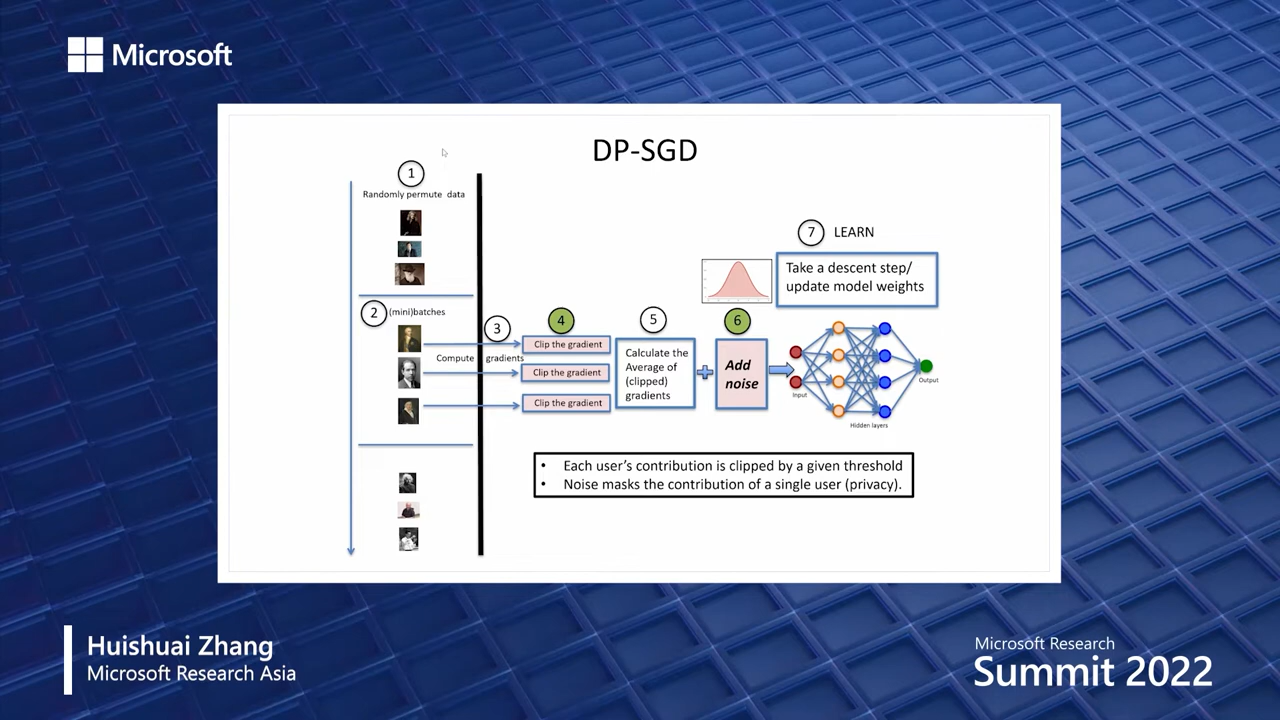 Microsoft
DP-SGD
1
Randomly permute data
2
(mini)batches
3
Compute gradients
4
Clip the gradient
Clip the gradient
Clip the gradient
5
Calculate the
Average of
(clipped)
gradients
6
Add
noise
7 LEARN
Take a descent step/
update model weights
Input
Hidden layers
Output
• Each user's contribution is clipped by a given threshold
• Noise masks the contribution of a single user (privacy).
Huishuai Zhang
Microsoft Research Asia
Microsoft Research
Summit 2022